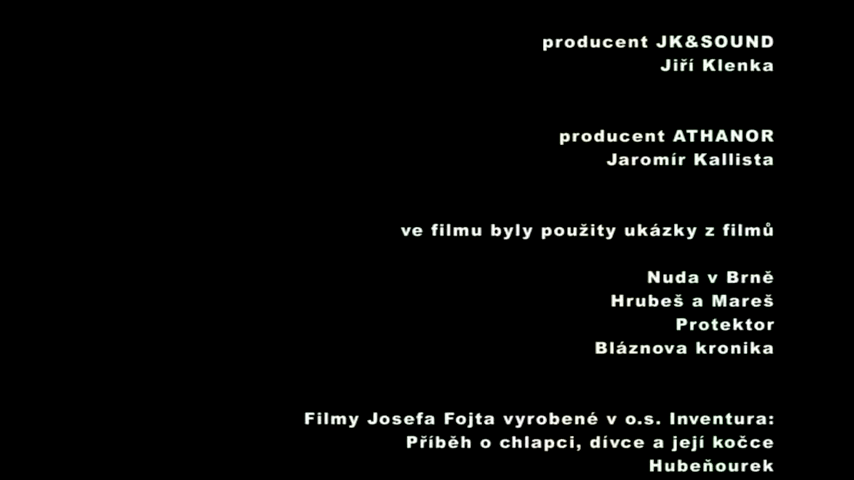 producent JK&SOUND
Jiří Klenka
producent ATHANOR
Jaromír Kallista
ve filmu byly použity ukázky z filmů
Nuda v Brně
Hrubeš a Mareš
Protektor
Bláznova kronika
Filmy Josefa Fojta vyrobené v o.s. Inventura:
Příběh o chlapci, dívce a její kočce
Hubeňourek